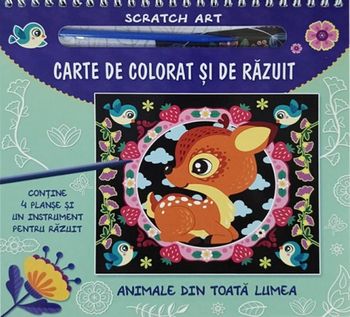 SCRATCH ART
CARTE DE COLORAT ȘI DE RĂZUIT
CONȚINE
4 PLANȘE ȘI
UN INSTRUMENT
PENTRU RĂZUIT
ANIMALE DIN TOATĂ LUMEA